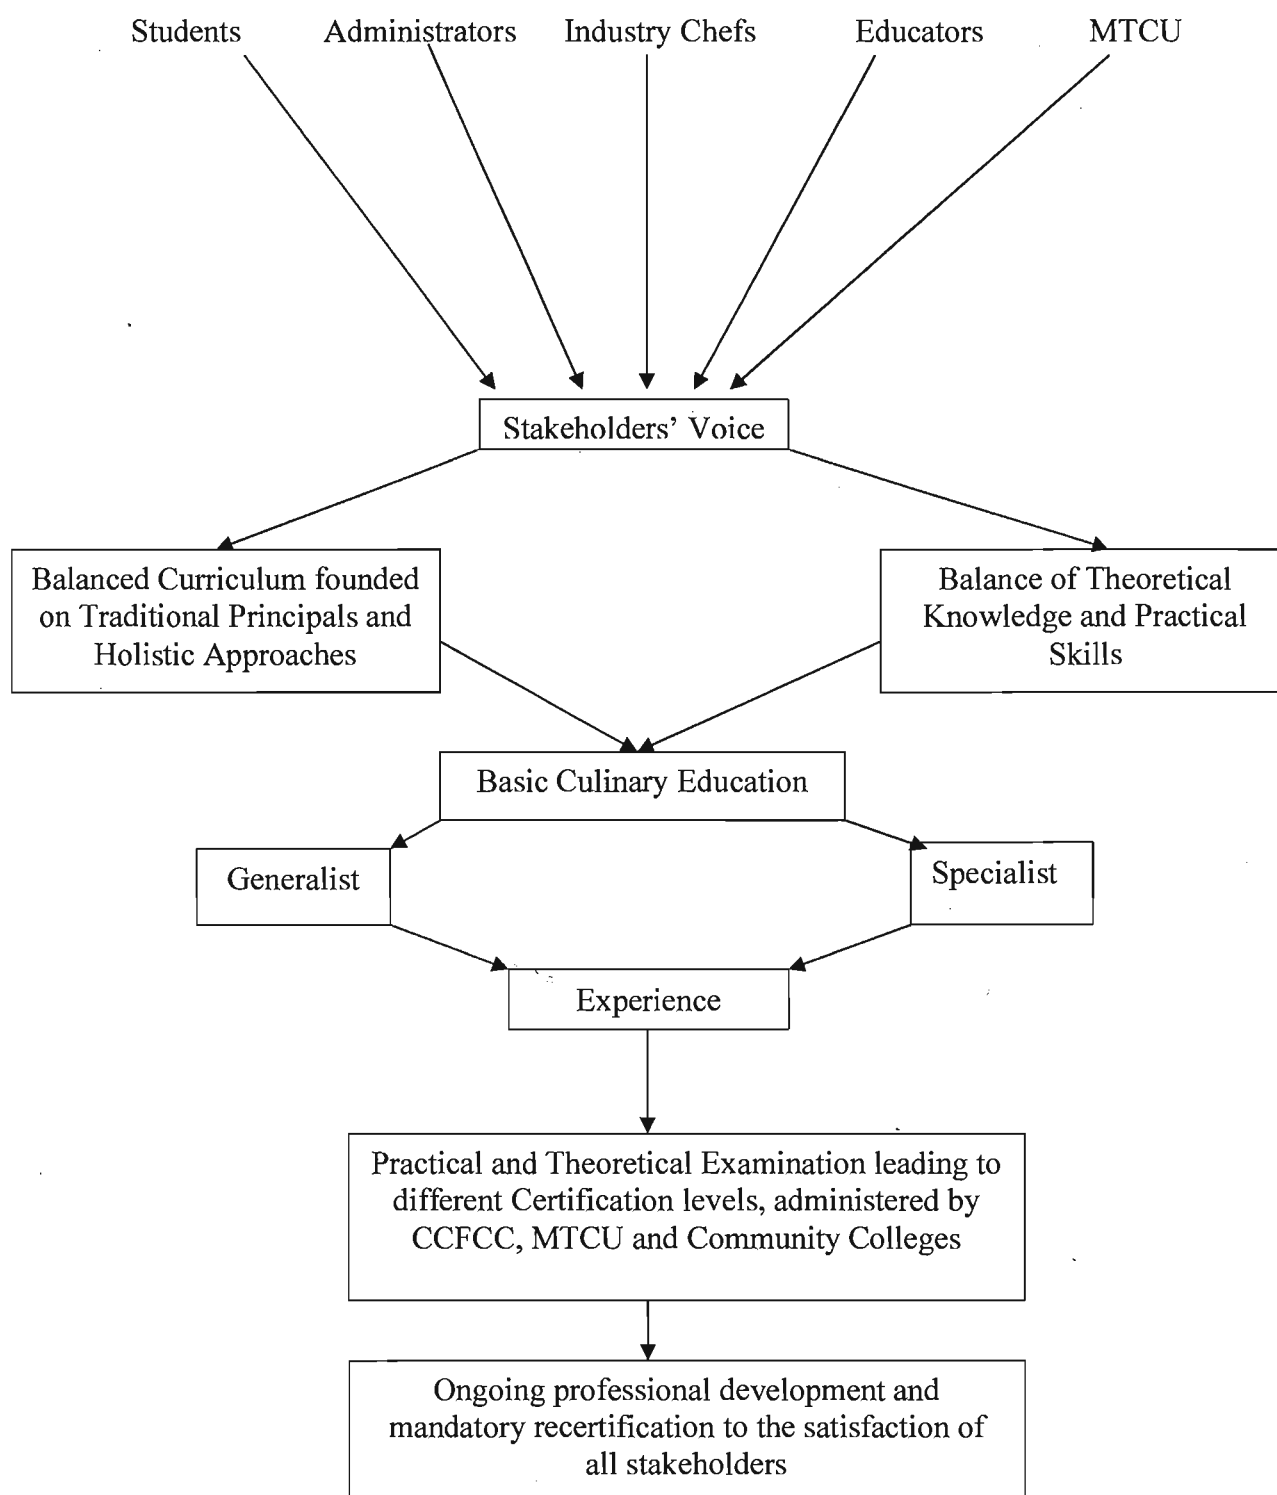 Students Administrators Industry Chefs Educators MTCU
Stakeholders' Voice
Balanced Curriculum founded
on Traditional Principals and
Holistic Approaches
Balance of Theoretical
Knowledge and Practical
Skills
Basic Culinary Education
Generalist
Specialist
Experience
Practical and Theoretical Examination leading to
different Certification levels, administered by
CCFCC, MTCU and Community Colleges
Ongoing professional development and
mandatory recertification to the satisfaction of
all stakeholders